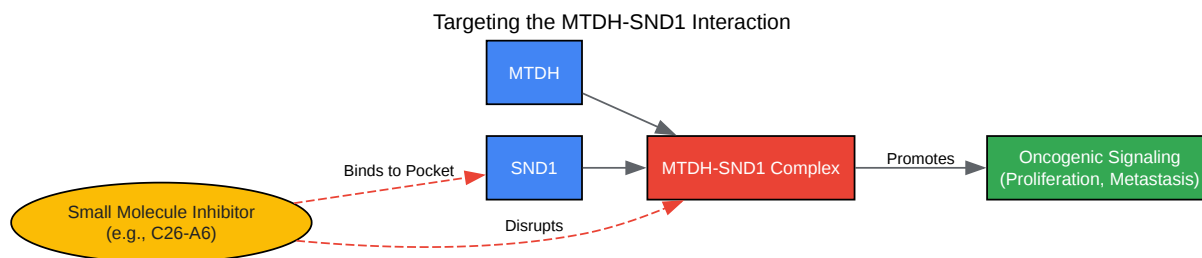 Targeting the MTDH-SND1 Interaction
MTDH
Binds to Pocket
SND1
MTDH-SND1 Complex
Promotes
Oncogenic Signaling
(Proliferation, Metastasis)
Small Molecule Inhibitor
(e.g., C26-A6)
Disrupts